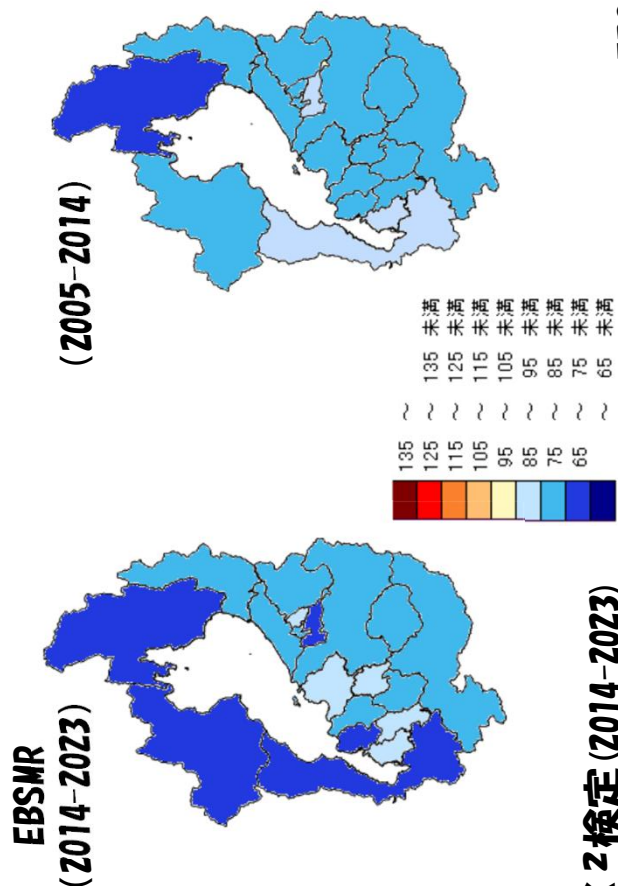 EBSMR
(2014-2023)
(2005-2014)
135 ～
125 ～ 135 未満
115 ～ 125 未満
105 ～ 115 未満
95 ～ 105 未満
85 ～ 95 未満
75 ～ 85 未満
65 ～ 75 未満
65 未満
²検定(2014-2023)